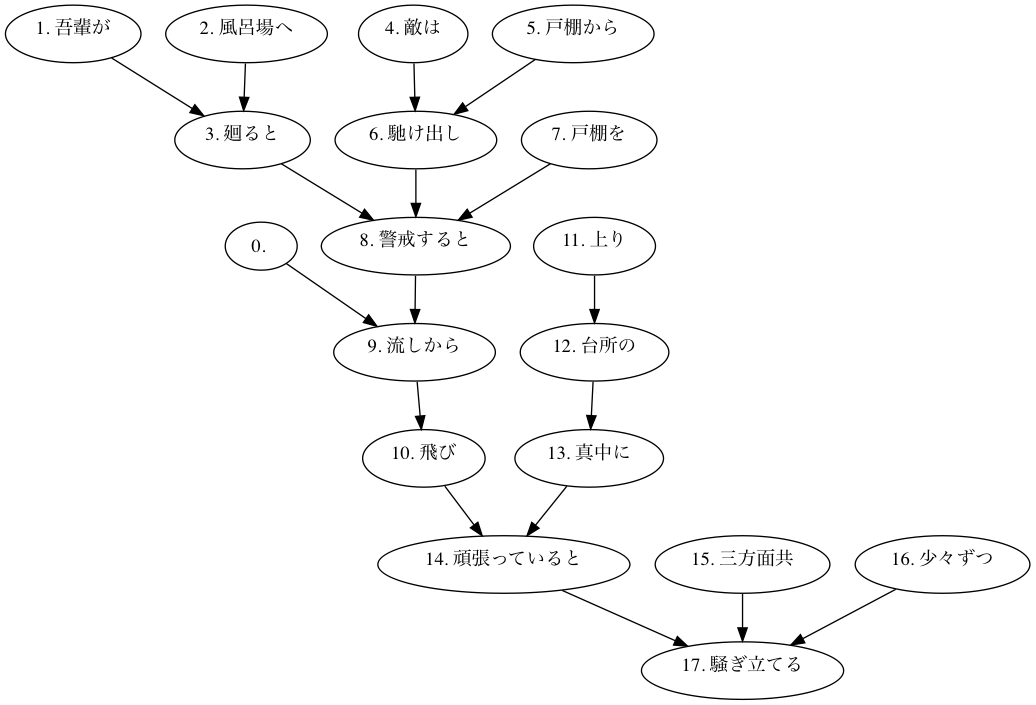 1. 吾輩が
2. 風呂場へ
4. 敵は
5. 戸棚から
3. 廻ると
6. 馳け出し
7. 戸棚を
0.
8. 警戒すると
11. 上り
9. 流しから
12. 台所の
10. 飛び
13. 真中に
14. 頑張っていると
15. 三方面共
16. 少々ずつ
17. 騒ぎ立てる